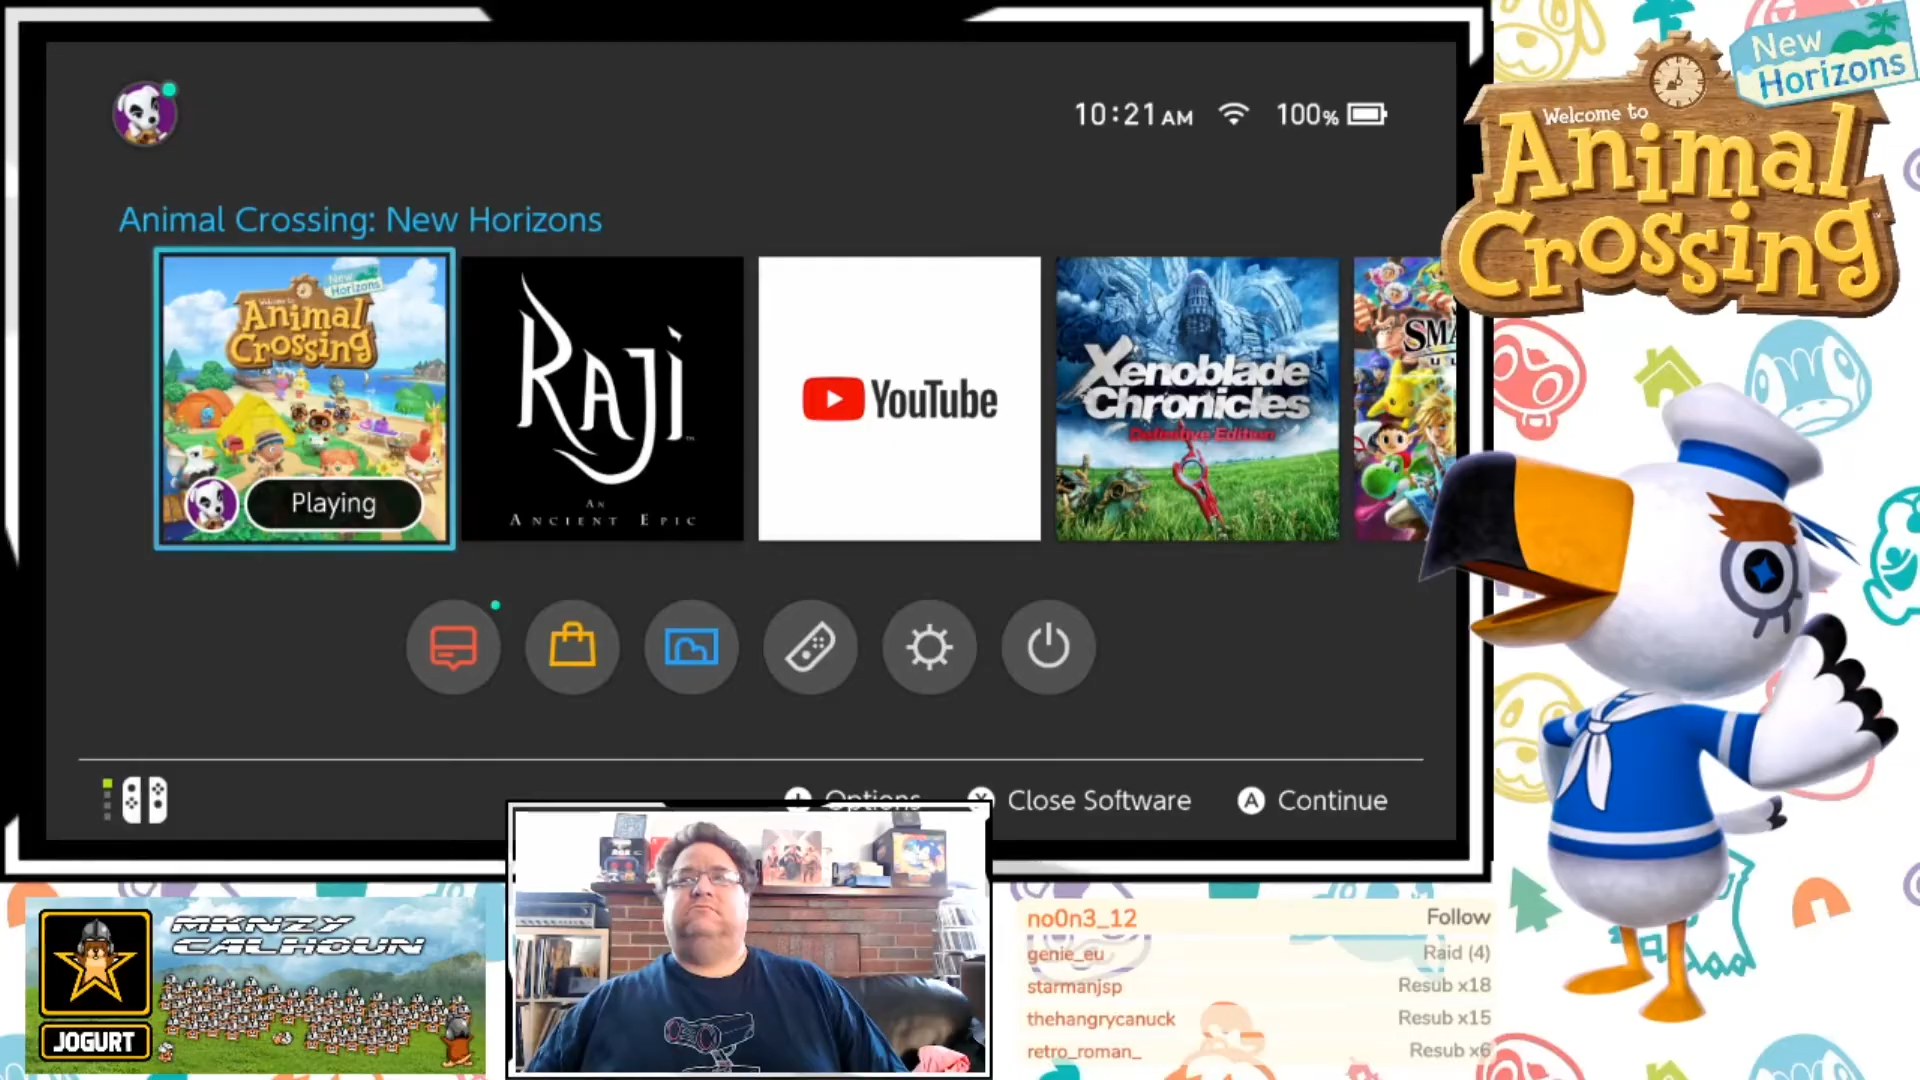 10:21 AM 100%
Animal Crossing: New Horizons
Welcome to
Animal
Crossing
New
Horizons
Playing
RAJI
AN
ANCIENT EPIC
YouTube
Xenoblade
Chronicles
Definitive Edition
Options
X Close Software
A Continue
New
Horizons
Welcome to
Animal
Crossing
MKNZY
CALHOUN
JOGURT
no0n3_12 Follow
genie_eu Raid (4)
starmanjsp Resub x18
thehangrycanuck Resub x15
retro_roman_ Resub x6